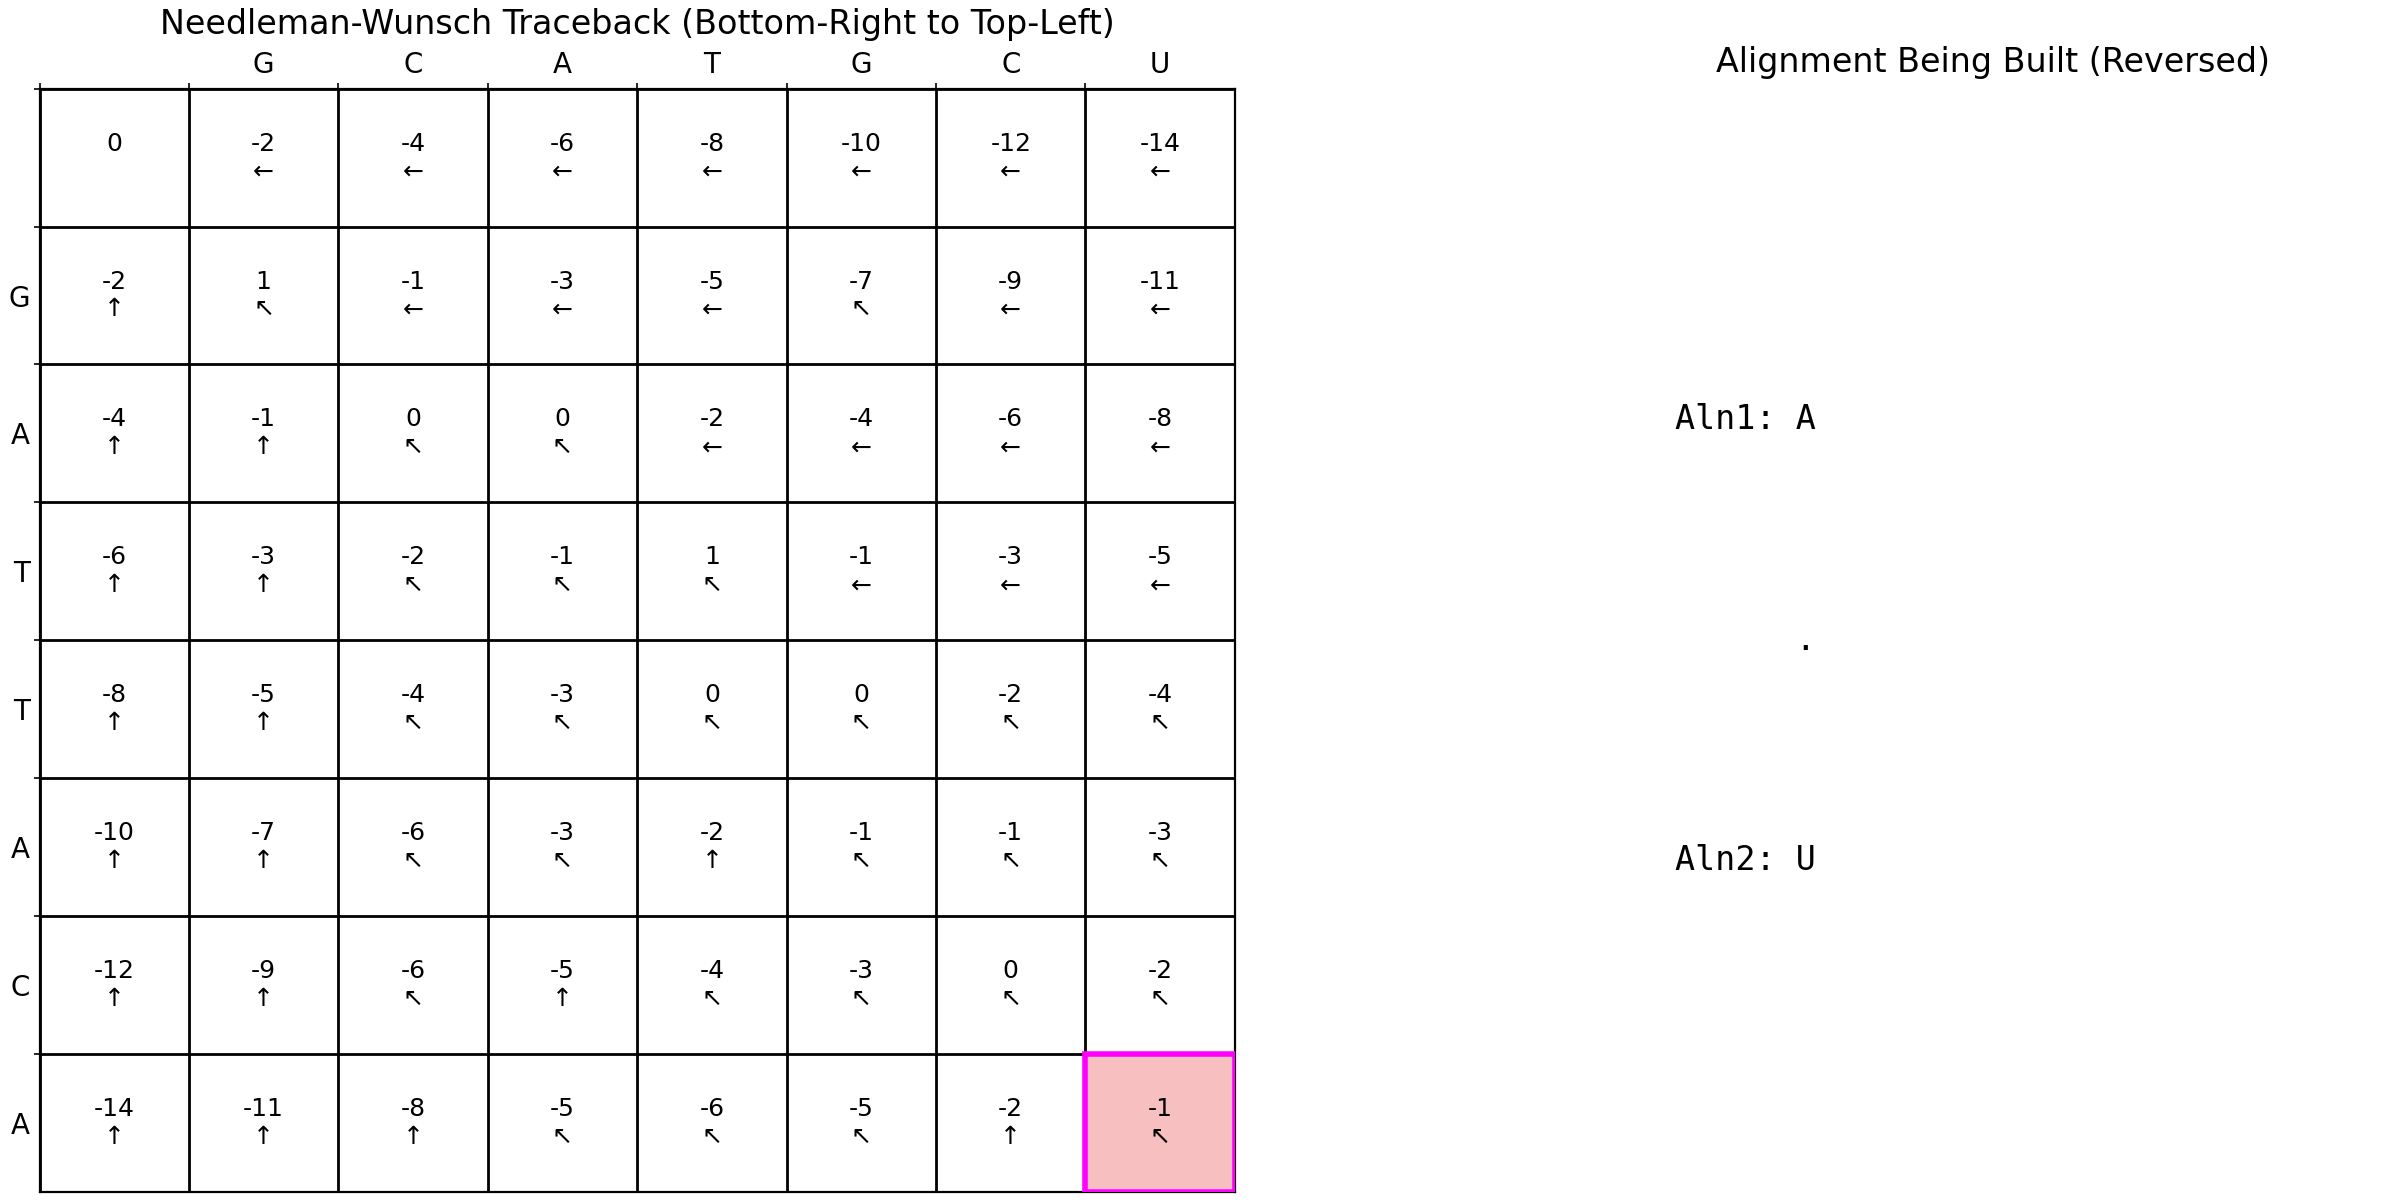 Needleman-Wunsch Traceback (Bottom-Right to Top-Left)
Alignment Being Built (Reversed)
G C A T G C U
0 -2 -4 -6 -8 -10 -12 -14
← ← ← ← ← ← ←
G -2 1 -1 -3 -5 -7 -9 -11
↑ ↖ ← ← ← ↖ ← ←
A -4 -1 0 0 -2 -4 -6 -8
↑ ↑ ↖ ↖ ← ← ← ←
Aln1: A
T -6 -3 -2 -1 1 -1 -3 -5
↑ ↑ ↖ ↖ ↖ ← ← ←
.
T -8 -5 -4 -3 0 0 -2 -4
↑ ↑ ↖ ↖ ↖ ↖ ↖ ↖
A -10 -7 -6 -3 -2 -1 -1 -3
↑ ↑ ↖ ↖ ↑ ↖ ↖ ↖
Aln2: U
C -12 -9 -6 -5 -4 -3 0 -2
↑ ↑ ↖ ↑ ↖ ↖ ↖ ↖
A -14 -11 -8 -5 -6 -5 -2 -1
↑ ↑ ↑ ↖ ↖ ↖ ↑ ↖